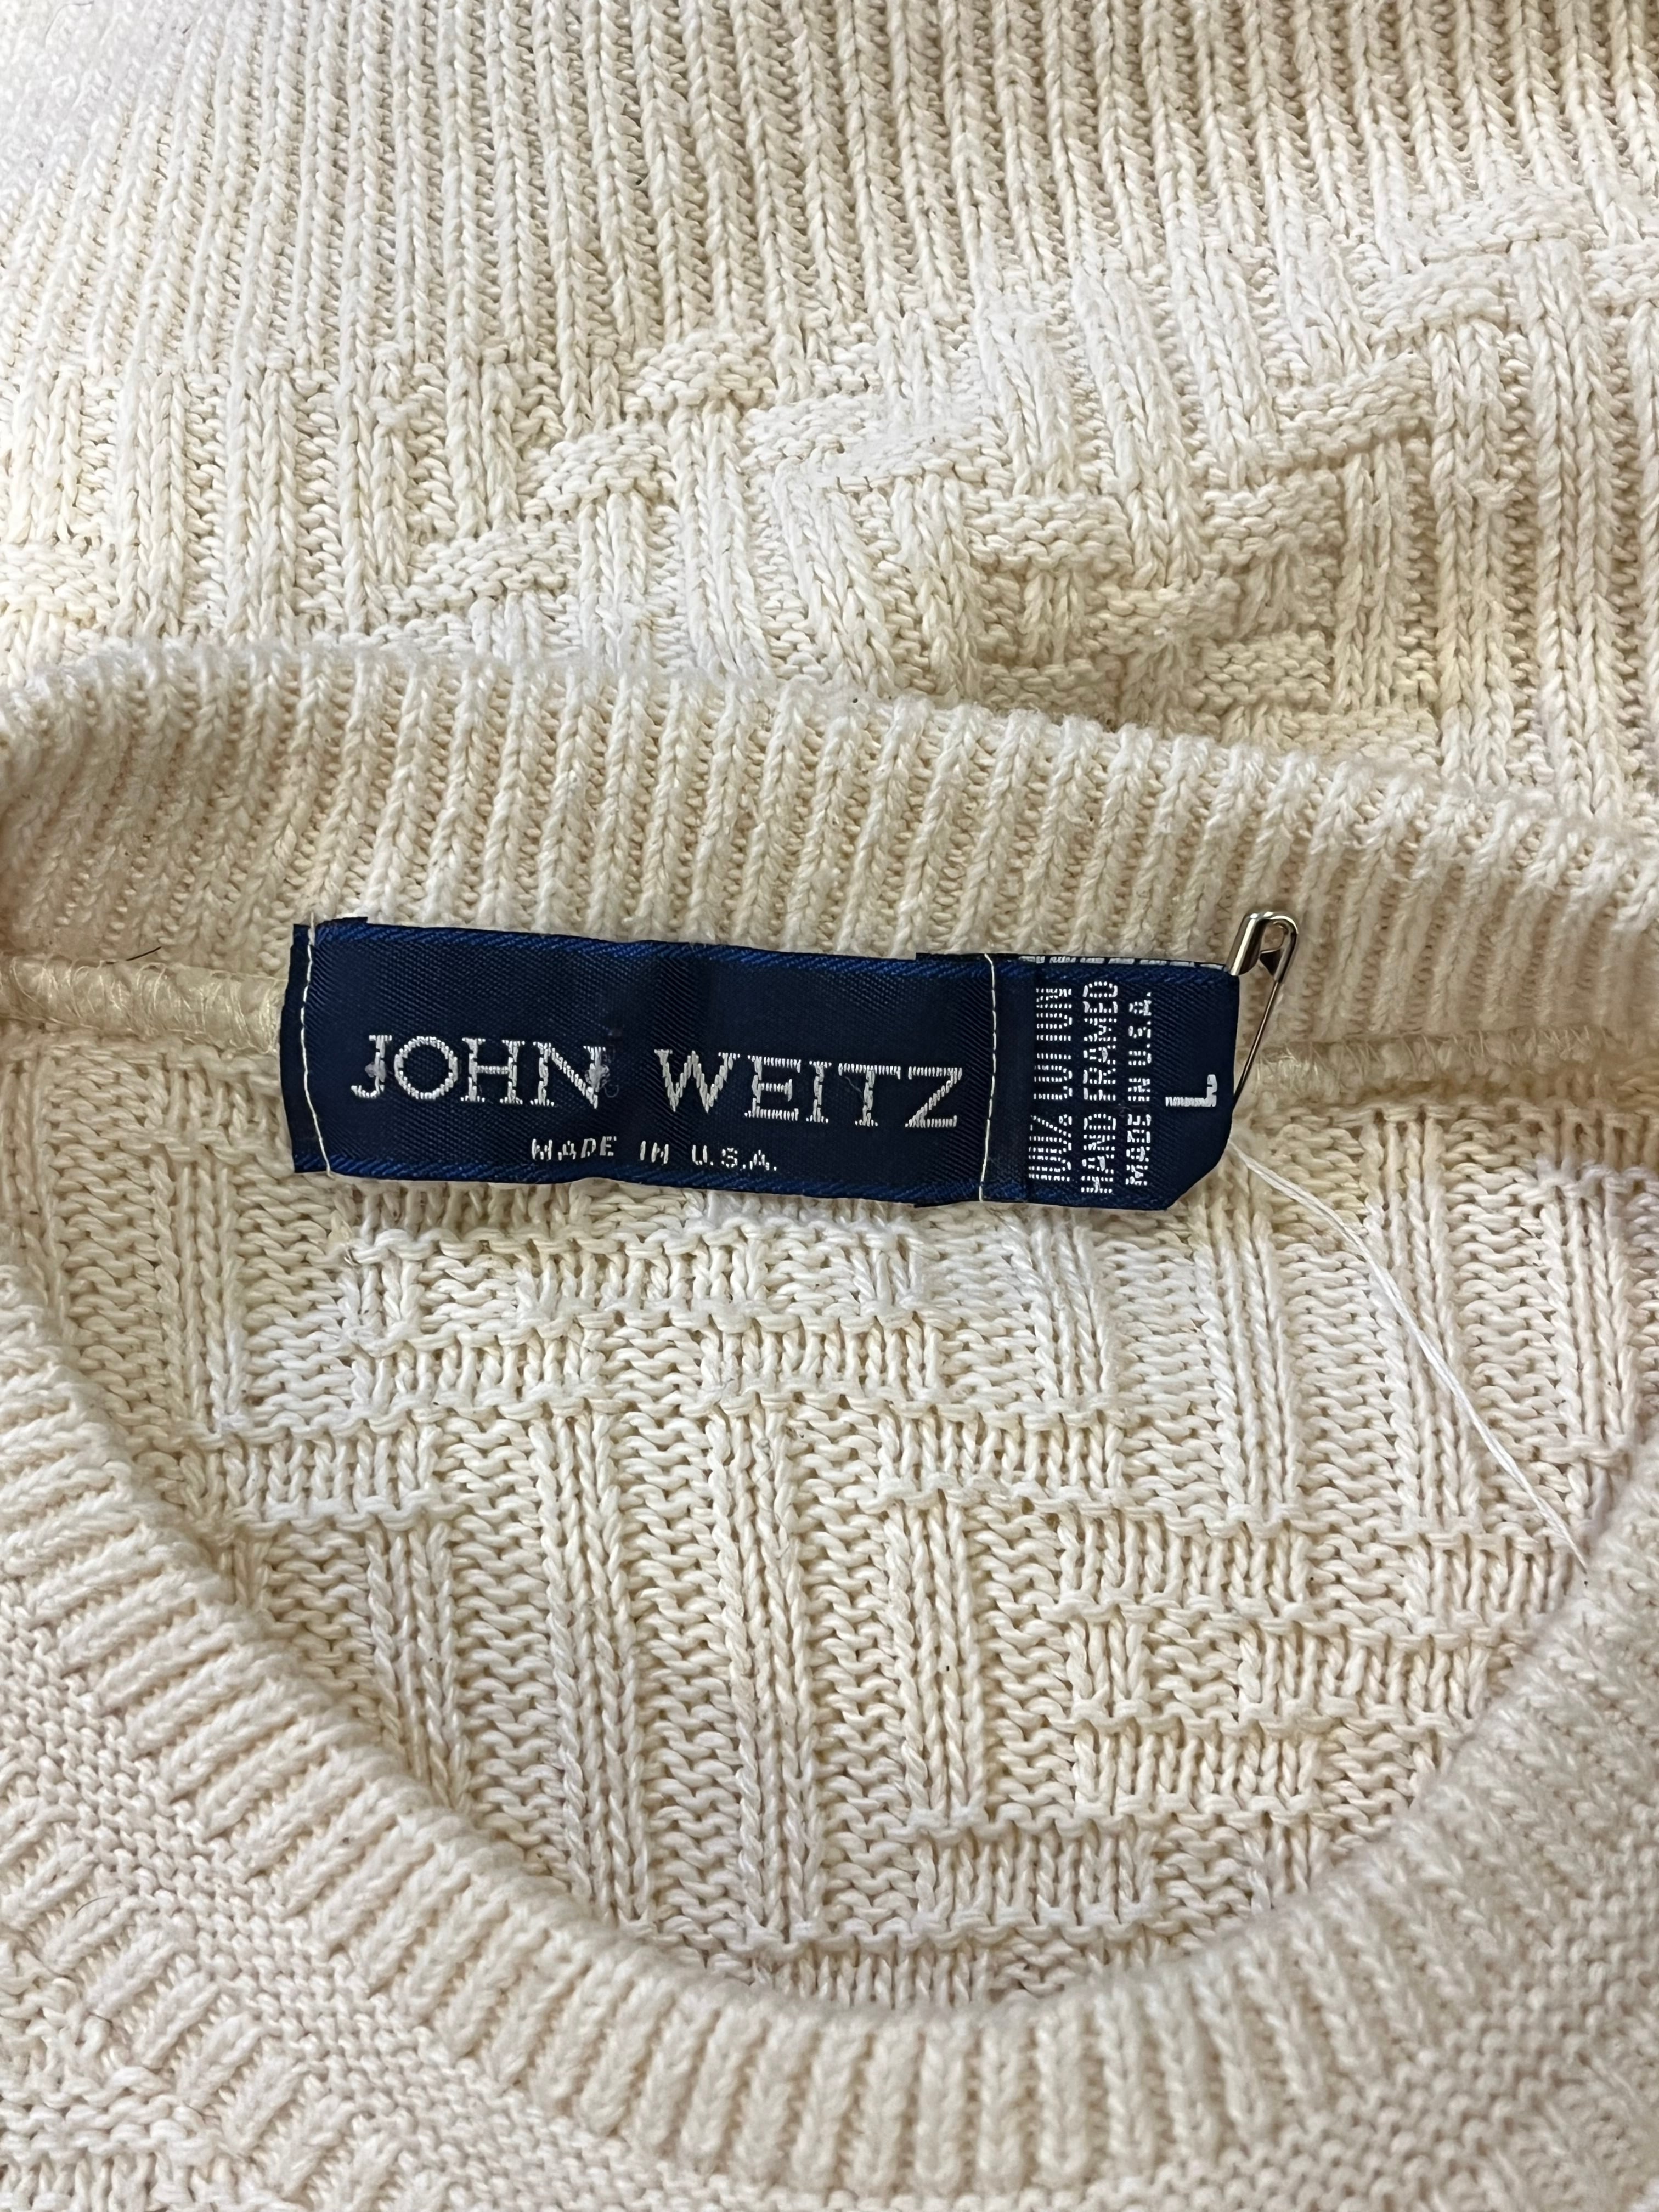 JOHN WEITZ
MADE IN U.S.A.
100% COTTON
HAND FRAMED
MADE IN U.S.A.
L